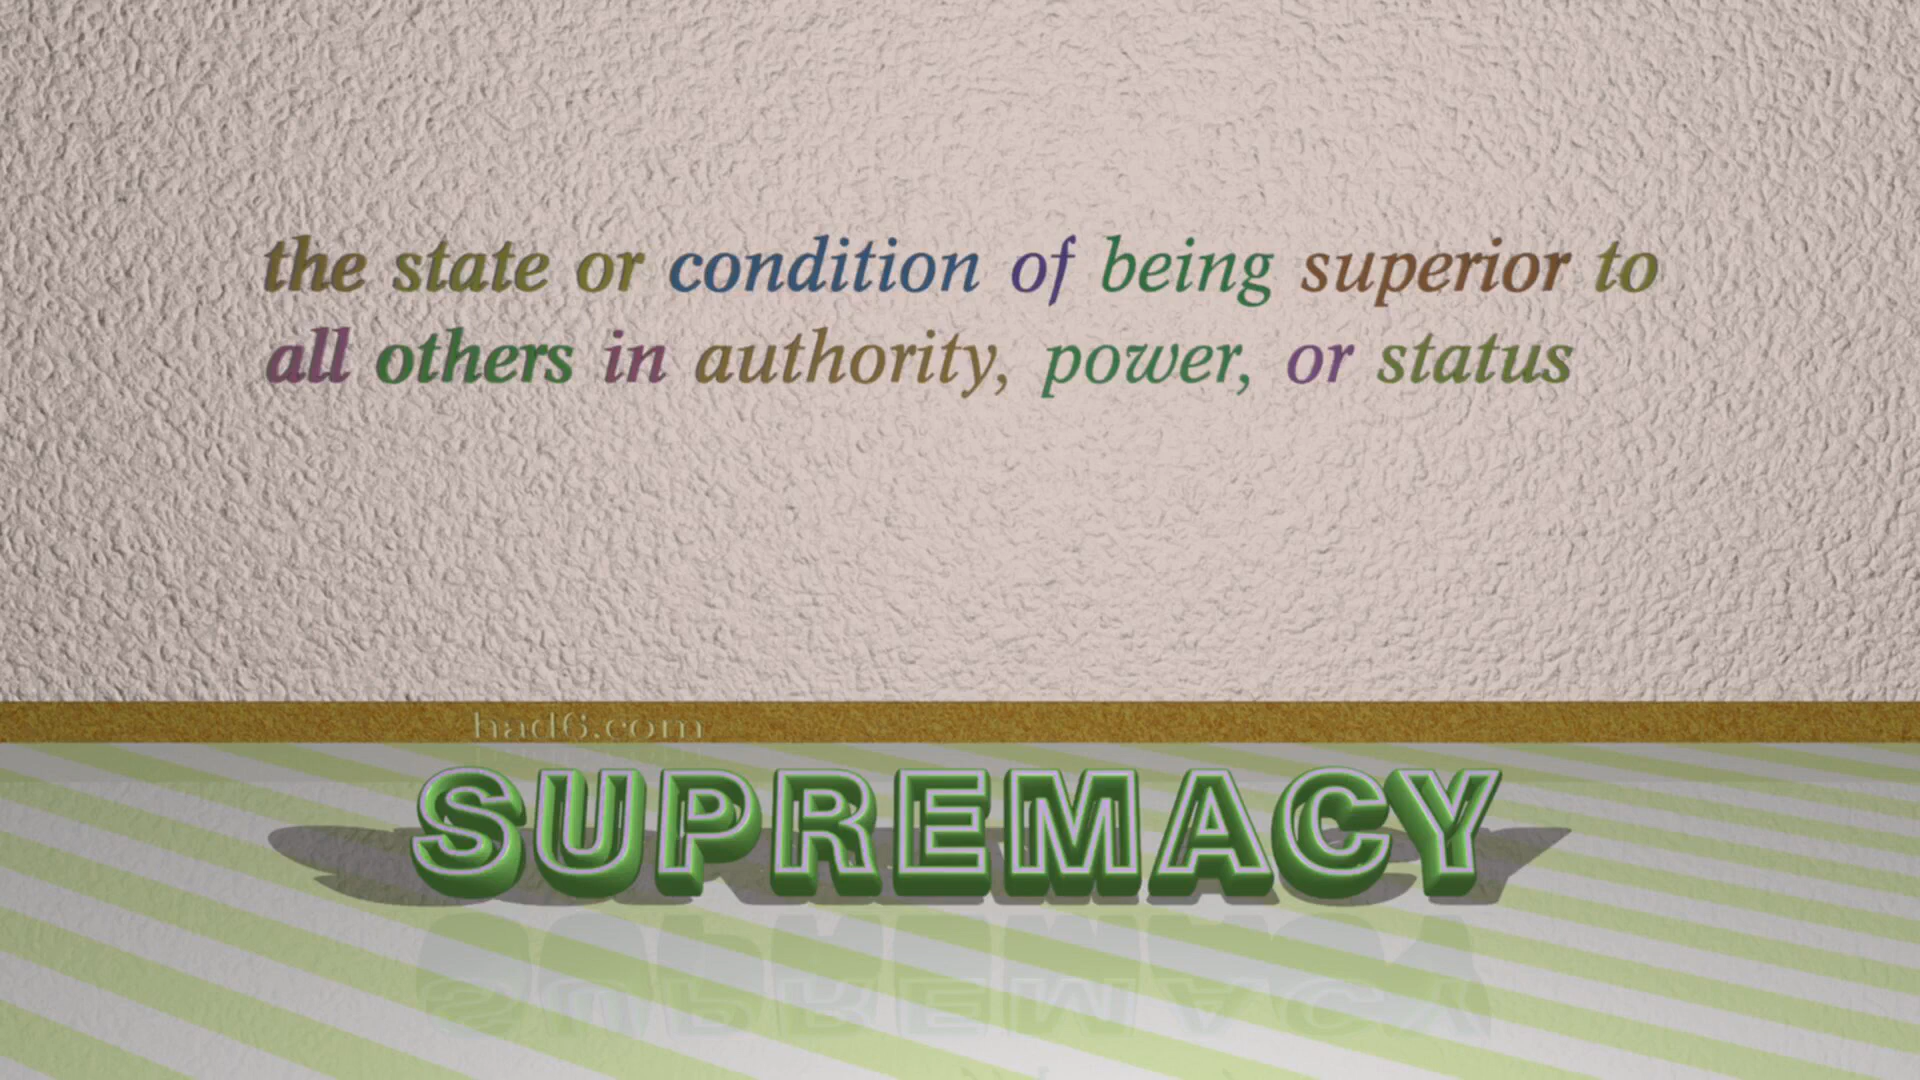 the state or condition of being superior to
all others in authority, power, or status
had6.com
SUPREMACY